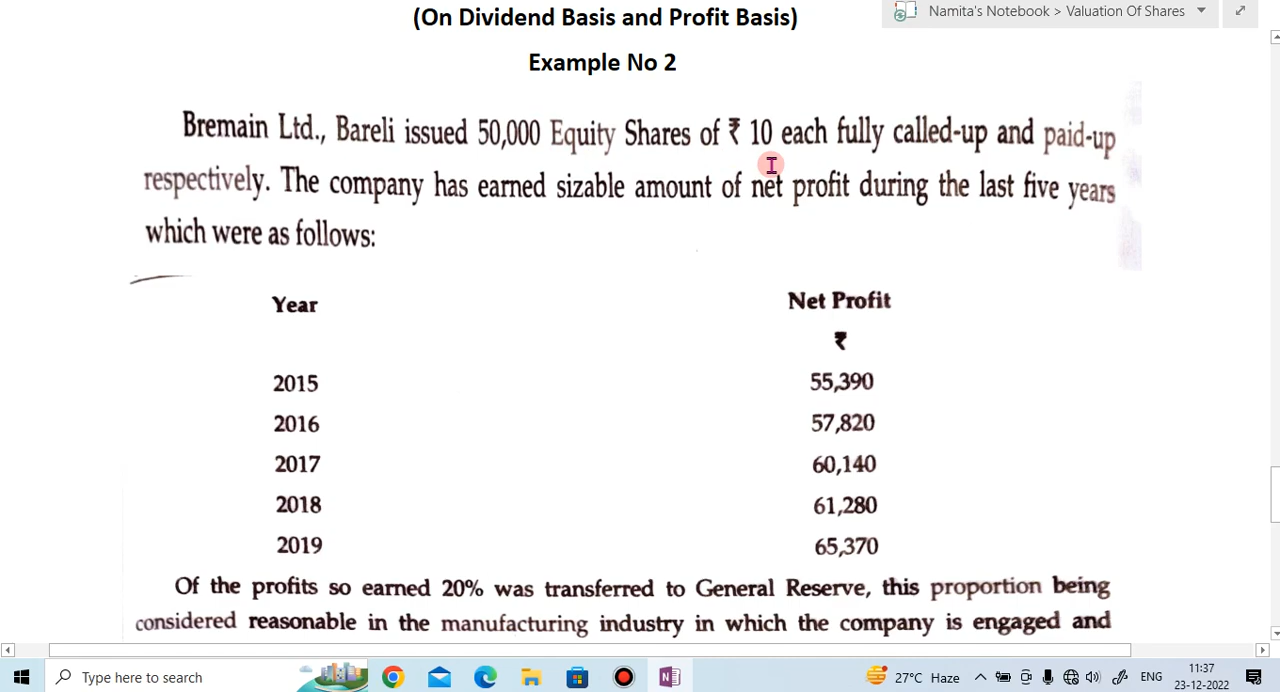 (On Dividend Basis and Profit Basis)
Namita's Notebook > Valuation Of Shares
Example No 2
Bremain Ltd., Bareli issued 50,000 Equity Shares of ₹ 10 each fully called-up and paid-up
respectively. The company has earned sizable amount of net profit during the last five years
which were as follows:
Year Net Profit
₹
2015 55,390
2016 57,820
2017 60,140
2018 61,280
2019 65,370
Of the profits so earned 20% was transferred to General Reserve, this proportion being
considered reasonable in the manufacturing industry in which the company is engaged and
Type here to search
27°C Haze
ENG
11:37
23-12-2022